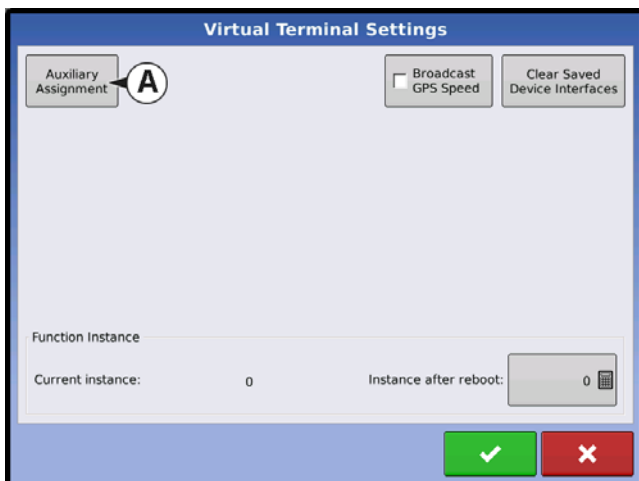 Virtual Terminal Settings
Auxiliary
Assignment
A
Broadcast
GPS Speed
Clear Saved
Device Interfaces
Function Instance
Current instance:
0
Instance after reboot:
0